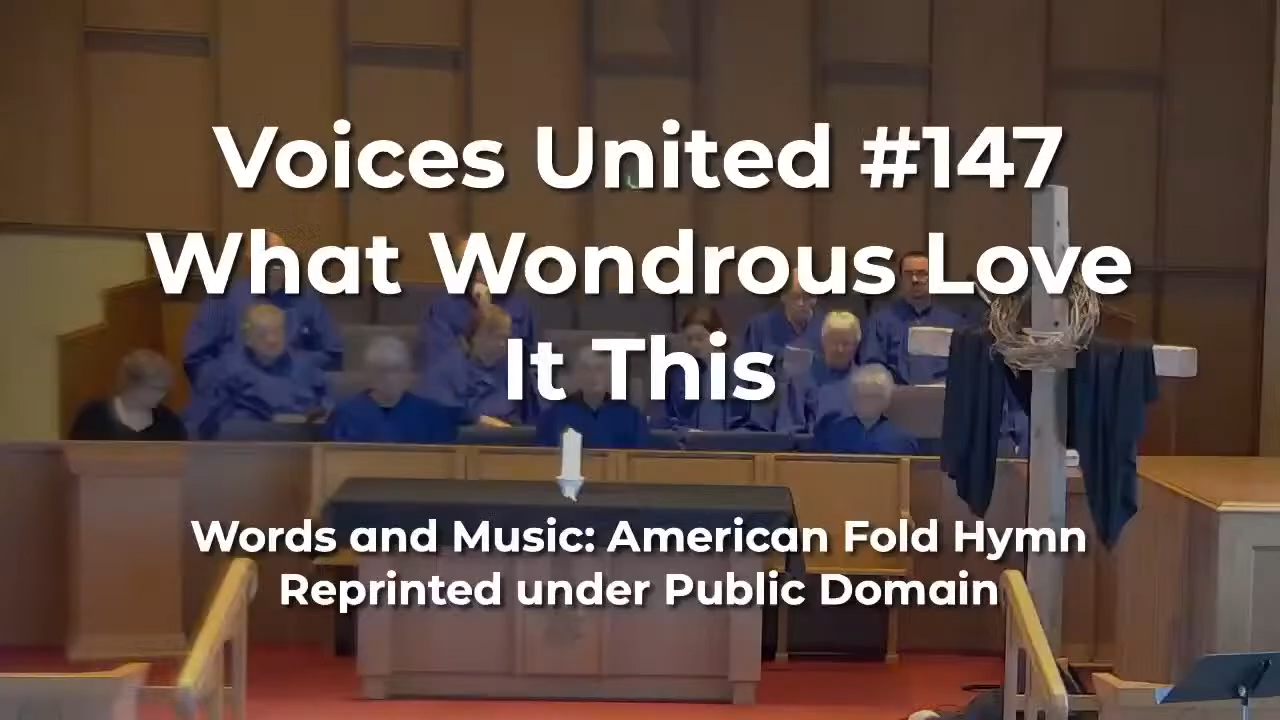 Voices United #147
What Wondrous Love
It This
Words and Music: American Fold Hymn
Reprinted under Public Domain